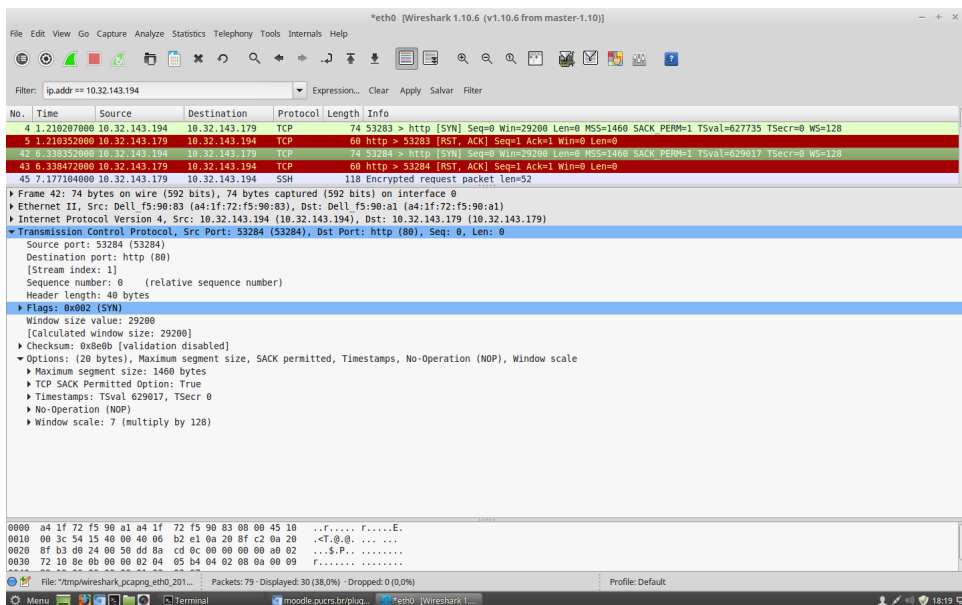 *eth0 [Wireshark 1.10.6 (v1.10.6 from master-1.10)]
File Edit View Go Capture Analyze Statistics Telephony Tools Internals Help
Filter: ip.addr == 10.32.143.194 Expression... Clear Apply Salvar Filter
No. Time Source Destination Protocol Length Info
4 1.210207000 10.32.143.194 10.32.143.179 TCP 74 53283 > http [SYN] Seq=0 Win=29200 Len=0 MSS=1460 SACK_PERM=1 TSval=627735 TSecr=0 WS=128
5 1.210352000 10.32.143.179 10.32.143.194 TCP 60 http > 53283 [RST, ACK] Seq=1 Ack=1 Win=0 Len=0
42 6.338352000 10.32.143.194 10.32.143.179 TCP 74 53284 > http [SYN] Seq=0 Win=29200 Len=0 MSS=1460 SACK_PERM=1 TSval=629017 TSecr=0 WS=128
43 6.338472000 10.32.143.179 10.32.143.194 TCP 60 http > 53284 [RST, ACK] Seq=1 Ack=1 Win=0 Len=0
45 7.177104000 10.32.143.194 10.32.143.179 SSH 118 Encrypted request packet len=52
Frame 42: 74 bytes on wire (592 bits), 74 bytes captured (592 bits) on interface 0
Ethernet II, Src: Dell_f5:90:83 (a4:1f:72:f5:90:83), Dst: Dell_f5:90:a1 (a4:1f:72:f5:90:a1)
Internet Protocol Version 4, Src: 10.32.143.194 (10.32.143.194), Dst: 10.32.143.179 (10.32.143.179)
Transmission Control Protocol, Src Port: 53284 (53284), Dst Port: http (80), Seq: 0, Len: 0
Source port: 53284 (53284)
Destination port: http (80)
[Stream index: 1]
Sequence number: 0 (relative sequence number)
Header length: 40 bytes
Flags: 0x002 (SYN)
Window size value: 29200
[Calculated window size: 29200]
Checksum: 0x8e0b [validation disabled]
Options: (20 bytes), Maximum segment size, SACK permitted, Timestamps, No-Operation (NOP), Window scale
Maximum segment size: 1460 bytes
TCP SACK Permitted Option: True
Timestamps: TSval 629017, TSecr 0
No-Operation (NOP)
Window scale: 7 (multiply by 128)
0000 a4 1f 72 f5 90 a1 a4 1f 72 f5 90 83 08 00 45 10 ..r..... r.....E.
0010 00 3c 54 15 40 00 40 06 b2 e1 0a 20 8f c2 0a 20 .<T.@.@. ... ...
0020 8f b3 d0 24 00 50 dd 8a cd 0c 00 00 00 00 a0 02 ...$.P.. ........
0030 72 10 8e 0b 00 00 02 04 05 b4 04 02 08 0a 00 09 r....... ........
File: "/tmp/wireshark_pcapng_eth0_201... Packets: 79 · Displayed: 30 (38,0%) · Dropped: 0 (0,0%) Profile: Default
Menu Terminal moodle.pucrs.br/plug... *eth0 [Wireshark 1.... 18:19